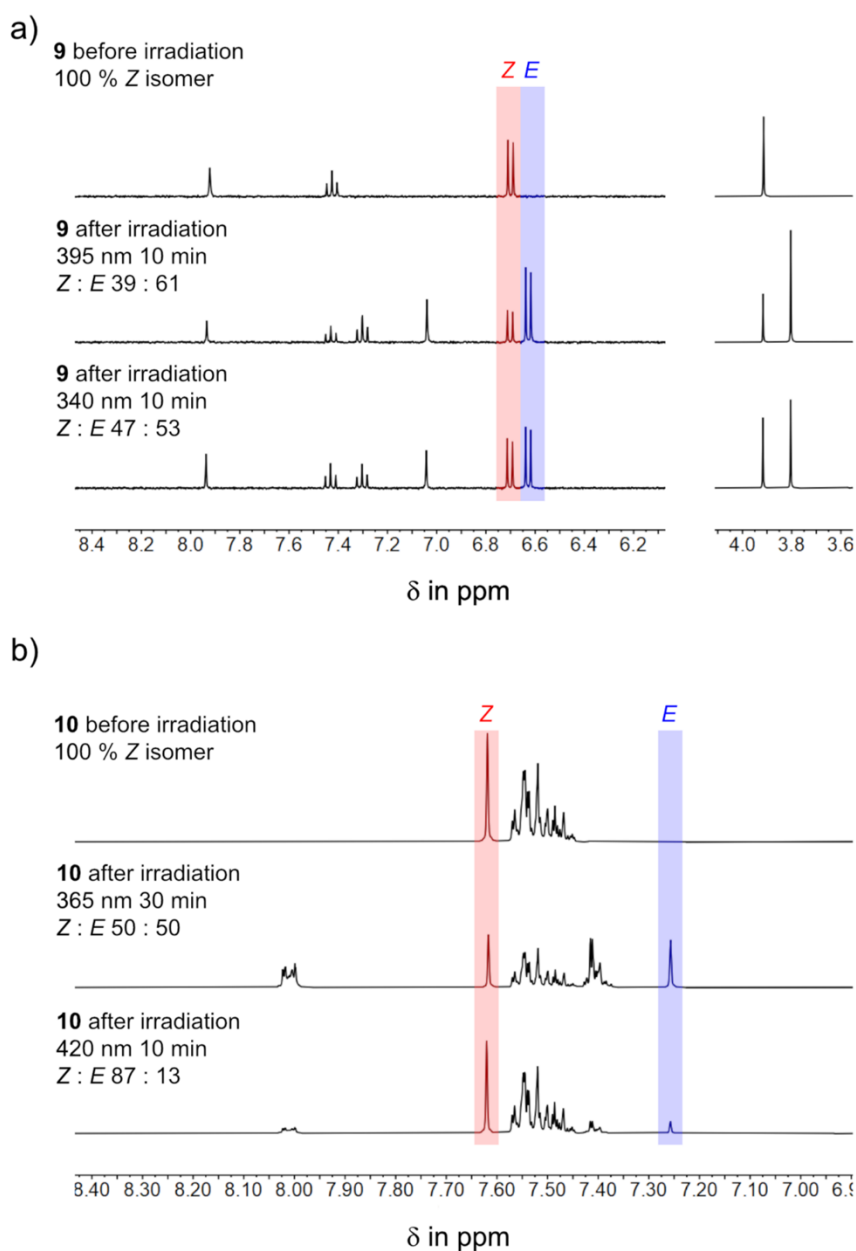 a)
9 before irradiation
100 % Z isomer
Z E
9 after irradiation
395 nm 10 min
Z : E 39 : 61
9 after irradiation
340 nm 10 min
Z : E 47 : 53
8.4 8.2 8.0 7.8 7.6 7.4 7.2 7.0 6.8 6.6 6.4 6.2 4.0 3.8 3.6
δ in ppm
b)
10 before irradiation
100 % Z isomer
Z E
10 after irradiation
365 nm 30 min
Z : E 50 : 50
10 after irradiation
420 nm 10 min
Z : E 87 : 13
8.40 8.30 8.20 8.10 8.00 7.90 7.80 7.70 7.60 7.50 7.40 7.30 7.20 7.10 7.00
δ in ppm